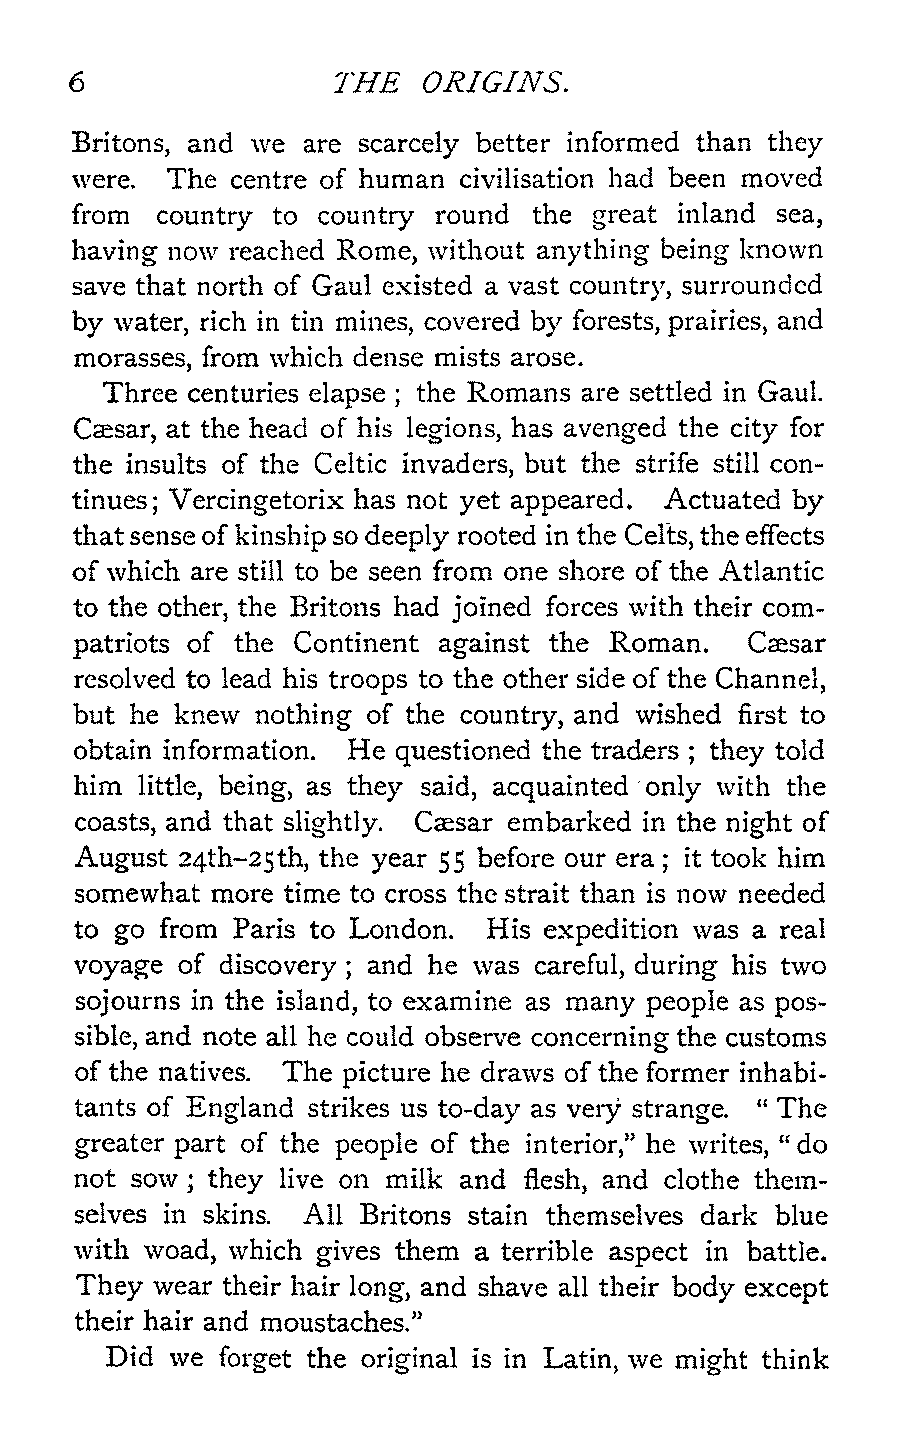 6 THE ORIGINS.
Britons, and we are scarcely better informed than they
were. The centre of human civilisation had been moved
from country to country round the great inland sea,
having now reached Rome, without anything being known
save that north of Gaul existed a vast country, surrounded
by water, rich in tin mines, covered by forests, prairies, and
morasses, from which dense mists arose.
Three centuries elapse ; the Romans are settled in Gaul.
Cæsar, at the head of his legions, has avenged the city for
the insults of the Celtic invaders, but the strife still con-
tinues ; Vercingetorix has not yet appeared. Actuated by
that sense of kinship so deeply rooted in the Celts, the effects
of which are still to be seen from one shore of the Atlantic
to the other, the Britons had joined forces with their com-
patriots of the Continent against the Roman. Cæsar
resolved to lead his troops to the other side of the Channel,
but he knew nothing of the country, and wished first to
obtain information. He questioned the traders ; they told
him little, being, as they said, acquainted only with the
coasts, and that slightly. Cæsar embarked in the night of
August 24th–25th, the year 55 before our era ; it took him
somewhat more time to cross the strait than is now needed
to go from Paris to London. His expedition was a real
voyage of discovery ; and he was careful, during his two
sojourns in the island, to examine as many people as pos-
sible, and note all he could observe concerning the customs
of the natives. The picture he draws of the former inhabi-
tants of England strikes us to-day as very strange. “ The
greater part of the people of the interior,” he writes, “ do
not sow ; they live on milk and flesh, and clothe them-
selves in skins. All Britons stain themselves dark blue
with woad, which gives them a terrible aspect in battle.
They wear their hair long, and shave all their body except
their hair and moustaches.”
Did we forget the original is in Latin, we might think